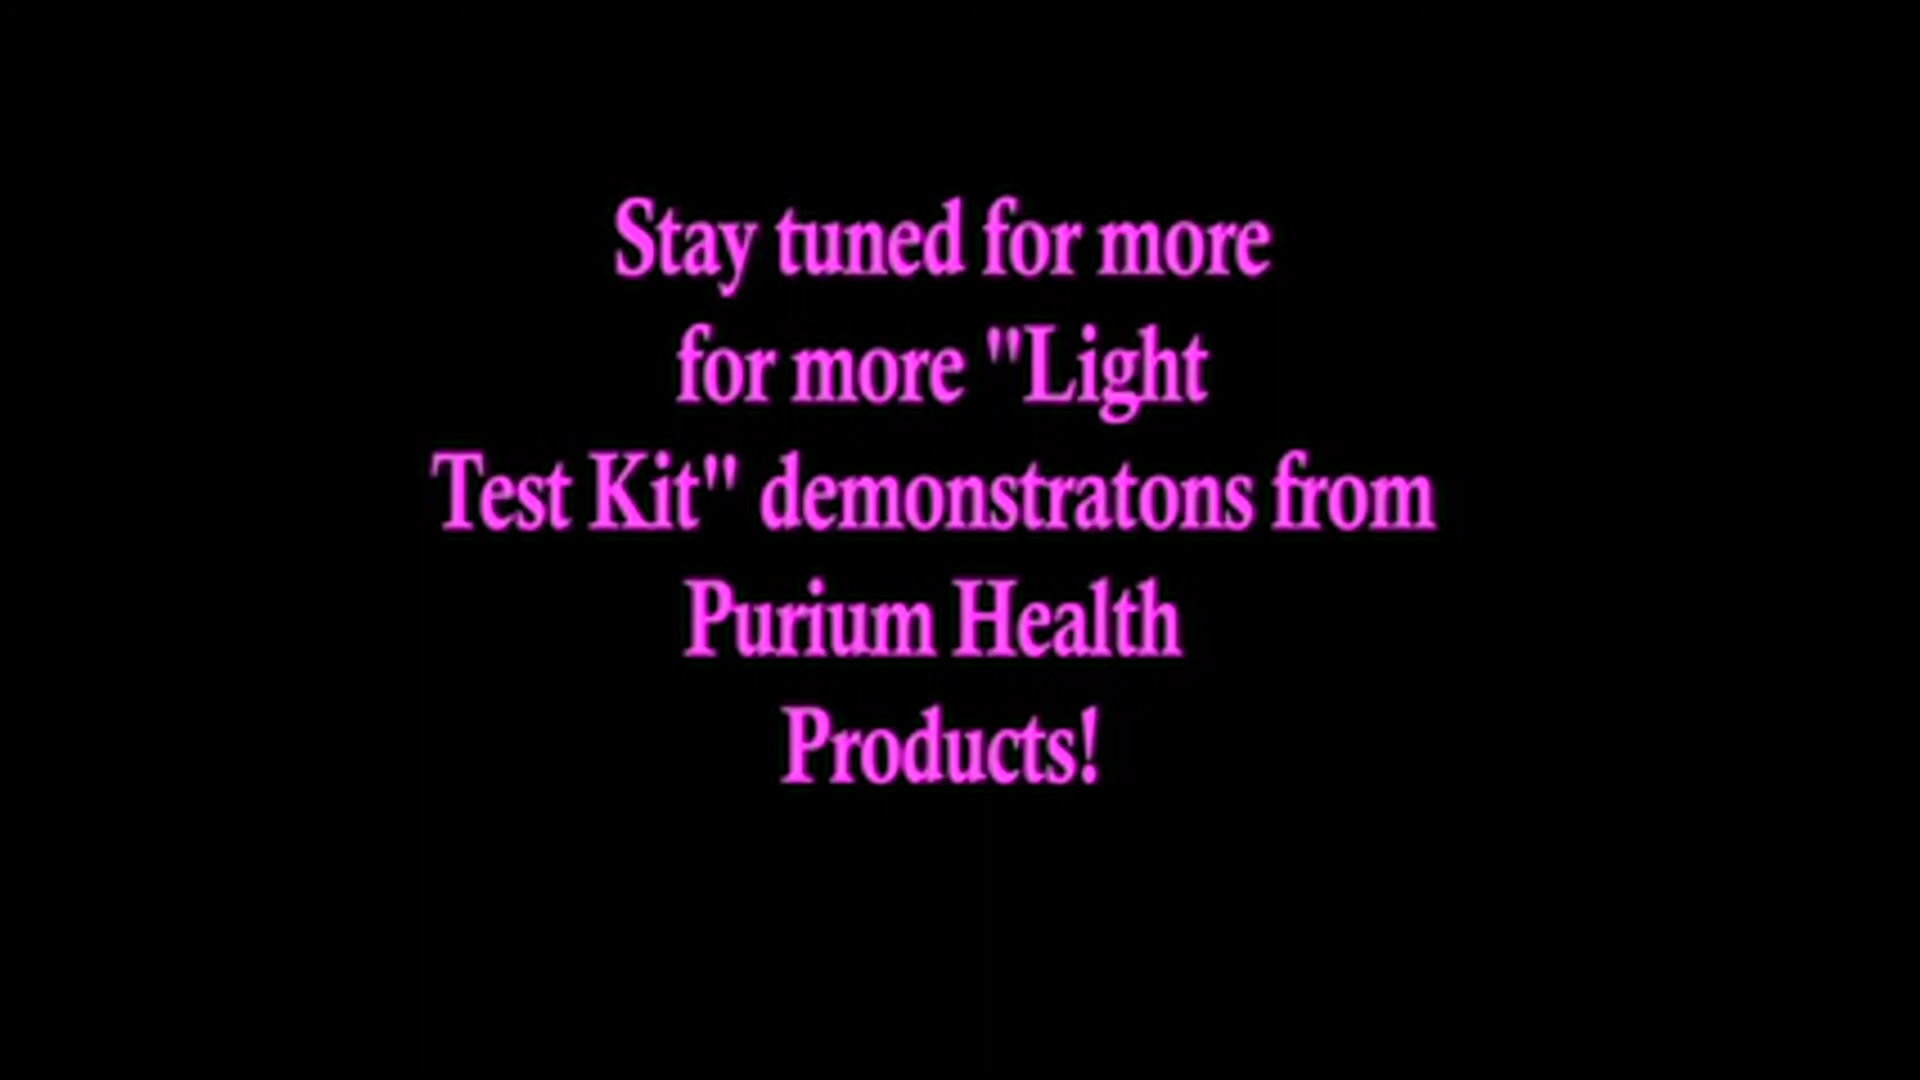 Stay tuned for more
for more "Light
Test Kit" demonstratons from
Purium Health
Products!